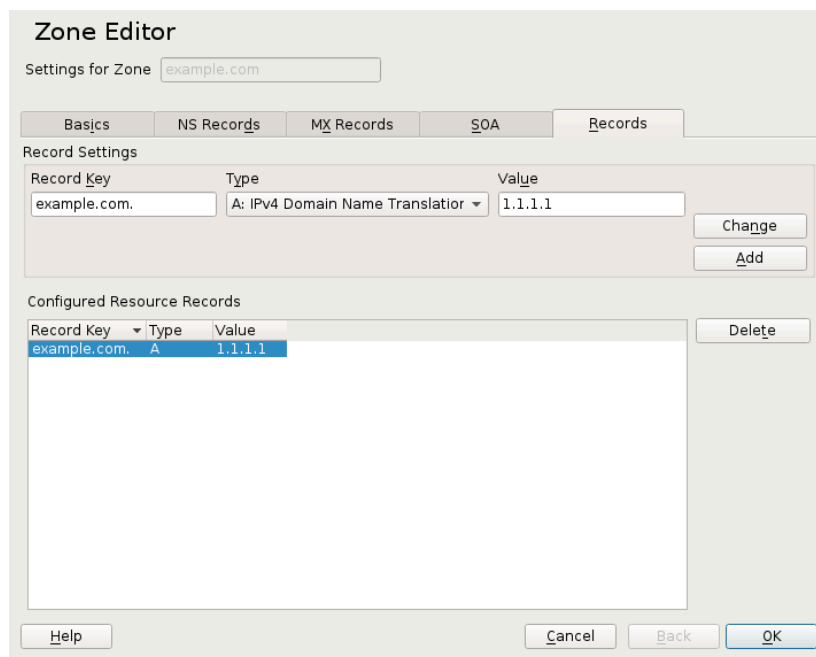 Zone Editor
Settings for Zone example.com
Basics NS Records MX Records SOA Records
Record Settings
Record Key Type Value
example.com. A: IPv4 Domain Name Translation 1.1.1.1
Change
Add
Configured Resource Records
Record Key Type Value Delete
example.com. A 1.1.1.1
Help Cancel Back OK